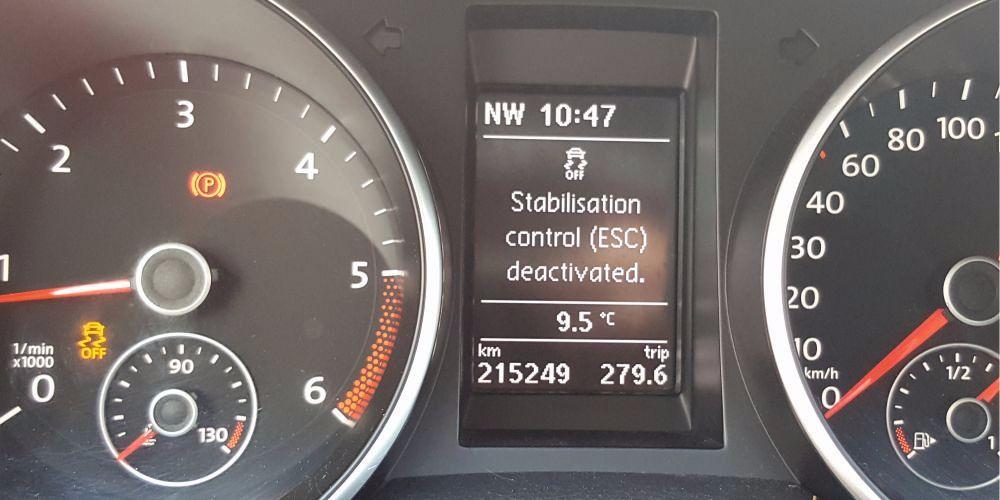 1
2
3
4
5
6
P
OFF
1/min
x1000
0
90
130
NW 10:47
OFF
Stabilisation
control (ESC)
deactivated.
9.5 °C
km trip
215249 279.6
100
80
60
40
30
20
10
km/h
0
1/2
1